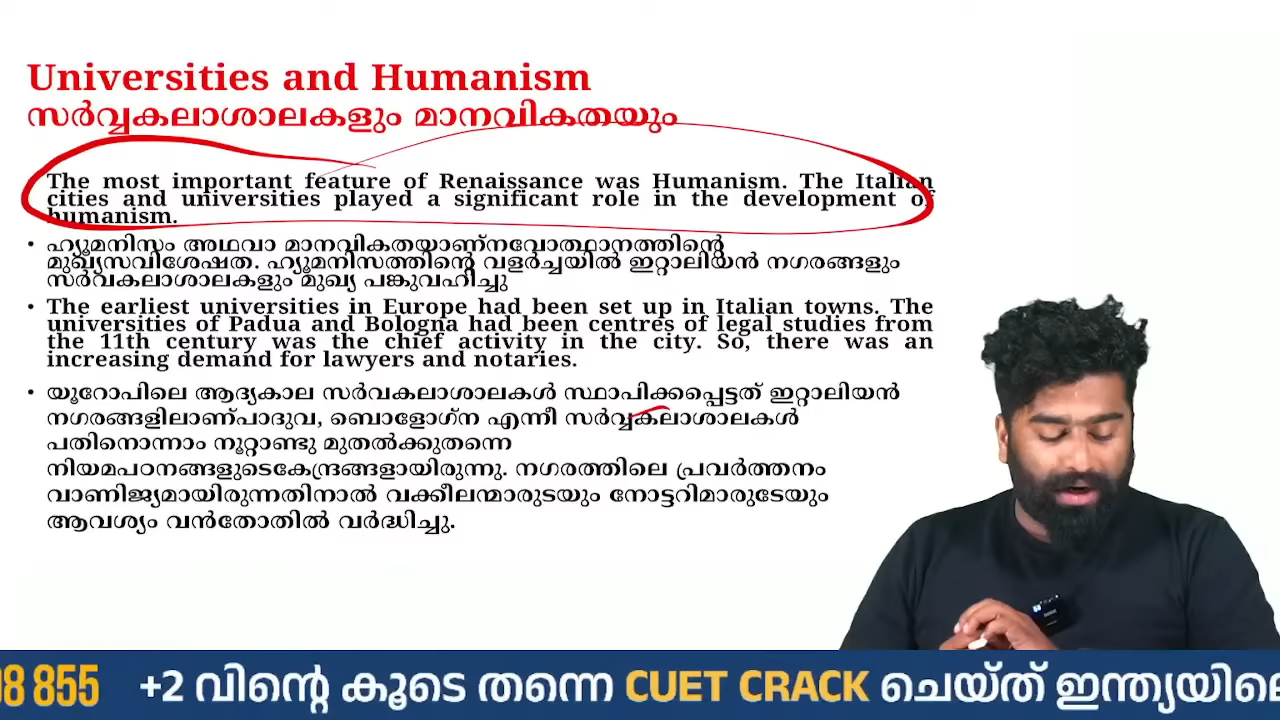 Universities and Humanism
സർവ്വകലാശാലകളും മാനവികതയും
The most important feature of Renaissance was Humanism. The Italian
cities and universities played a significant role in the development of
humanism.
• ഹ്യൂമനിസം അഥവാ മാനവികതയാണ്നവോത്ഥാനത്തിന്റെ
മുഖ്യസവിശേഷത. ഹ്യൂമനിസത്തിന്റെ വളർച്ചയിൽ ഇറ്റാലിയൻ നഗരങ്ങളും
സർവകലാശാലകളും മുഖ്യ പങ്കുവഹിച്ചു
• The earliest universities in Europe had been set up in Italian towns. The
universities of Padua and Bologna had been centres of legal studies from
the 11th century was the chief activity in the city. So, there was an
increasing demand for lawyers and notaries.
• യൂറോപിലെ ആദ്യകാല സർവകലാശാലകൾ സ്ഥാപിക്കപ്പെട്ടത് ഇറ്റാലിയൻ
നഗരങ്ങളിലാണ്പാദുവ, ബൊളോഗ്ന എന്നീ സർവ്വകലാശാലകൾ
പതിനൊന്നാം നൂറ്റാണ്ടു മുതൽക്കുതന്നെ
നിയമപഠനങ്ങളുടെകേന്ദ്രങ്ങളായിരുന്നു. നഗരത്തിലെ പ്രവർത്തനം
വാണിജ്യമായിരുന്നതിനാൽ വക്കീലന്മാരുടയും നോട്ടറിമാരുടേയും
ആവശ്യം വൻതോതിൽ വർദ്ധിച്ചു.
98 855 +2 വിന്റെ കൂടെ തന്നെ CUET CRACK ചെയ്ത് ഇന്ത്യയിലെ